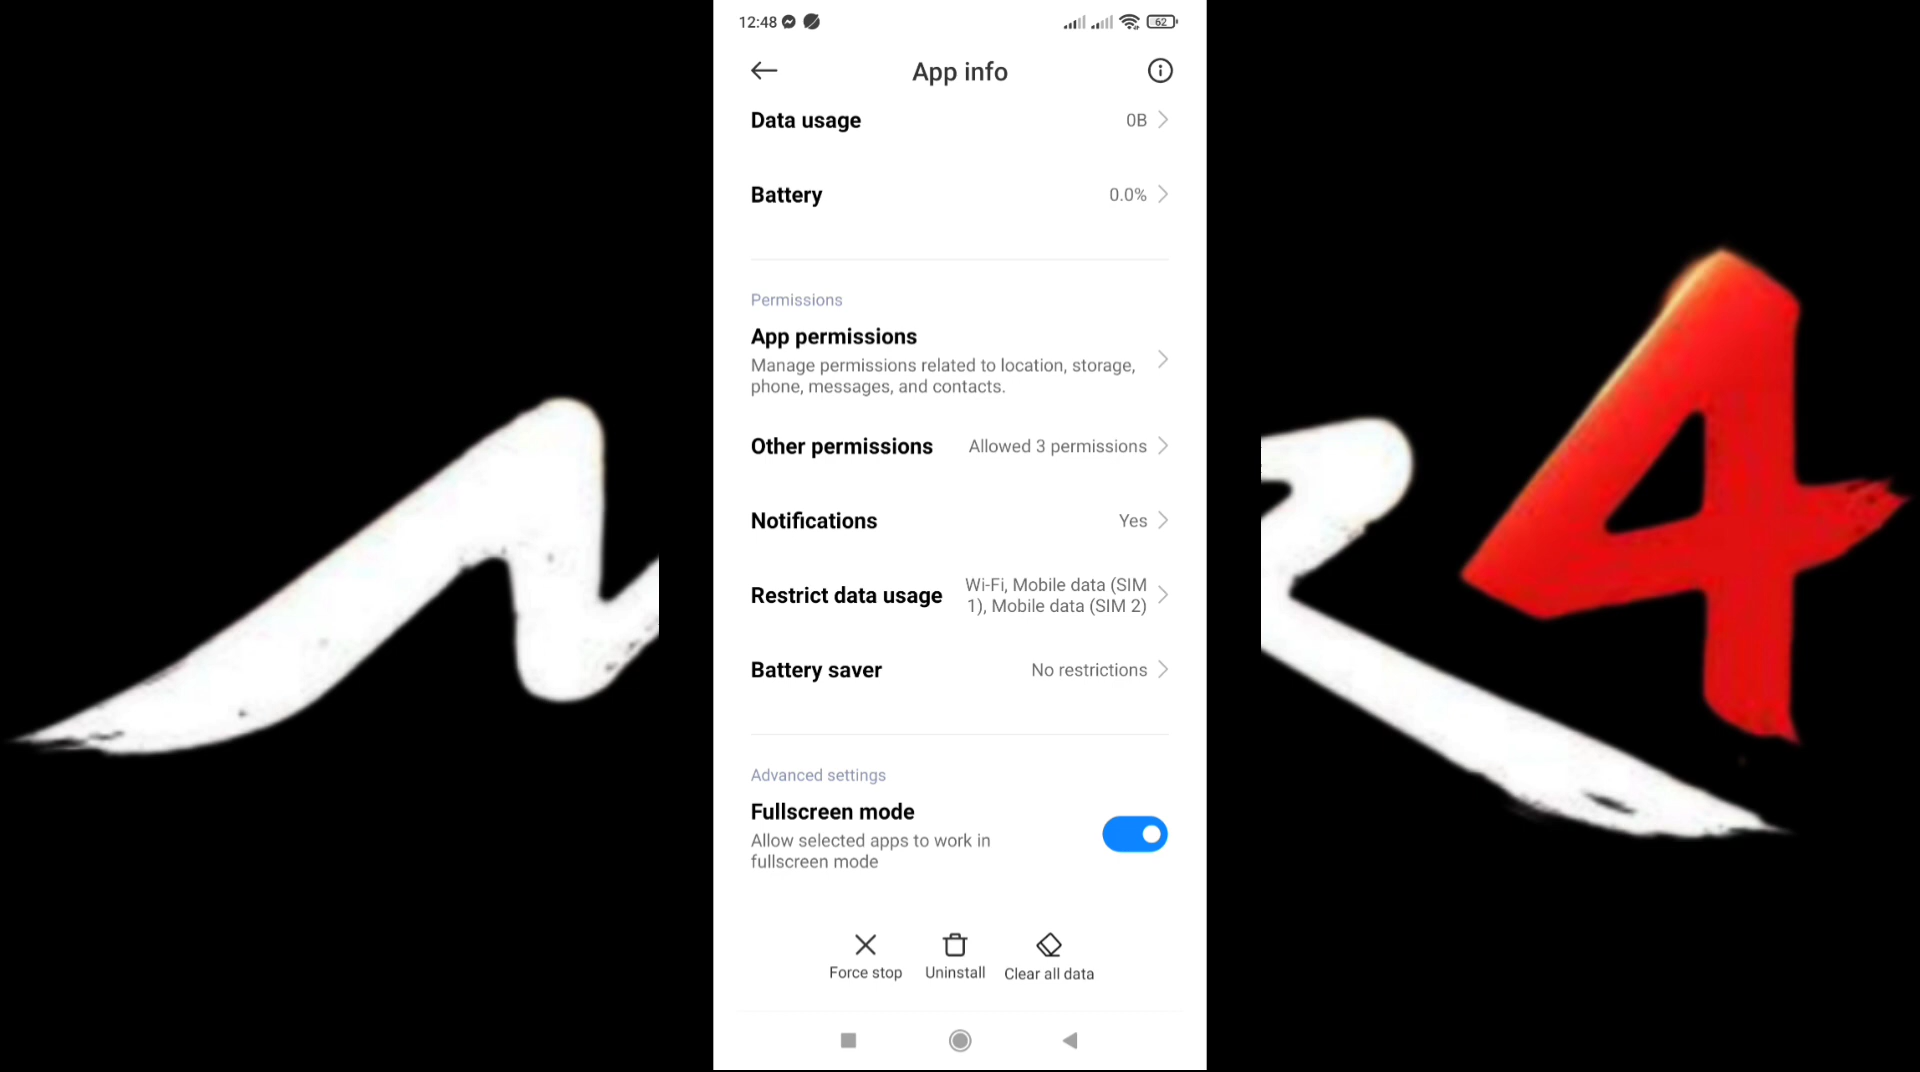 12:48
62
App info
Data usage 0B
Battery 0.0%
Permissions
App permissions
Manage permissions related to location, storage,
phone, messages, and contacts.
Other permissions Allowed 3 permissions
Notifications Yes
Restrict data usage Wi-Fi, Mobile data (SIM
1), Mobile data (SIM 2)
Battery saver No restrictions
Advanced settings
Fullscreen mode
Allow selected apps to work in
fullscreen mode
Force stop Uninstall Clear all data
4